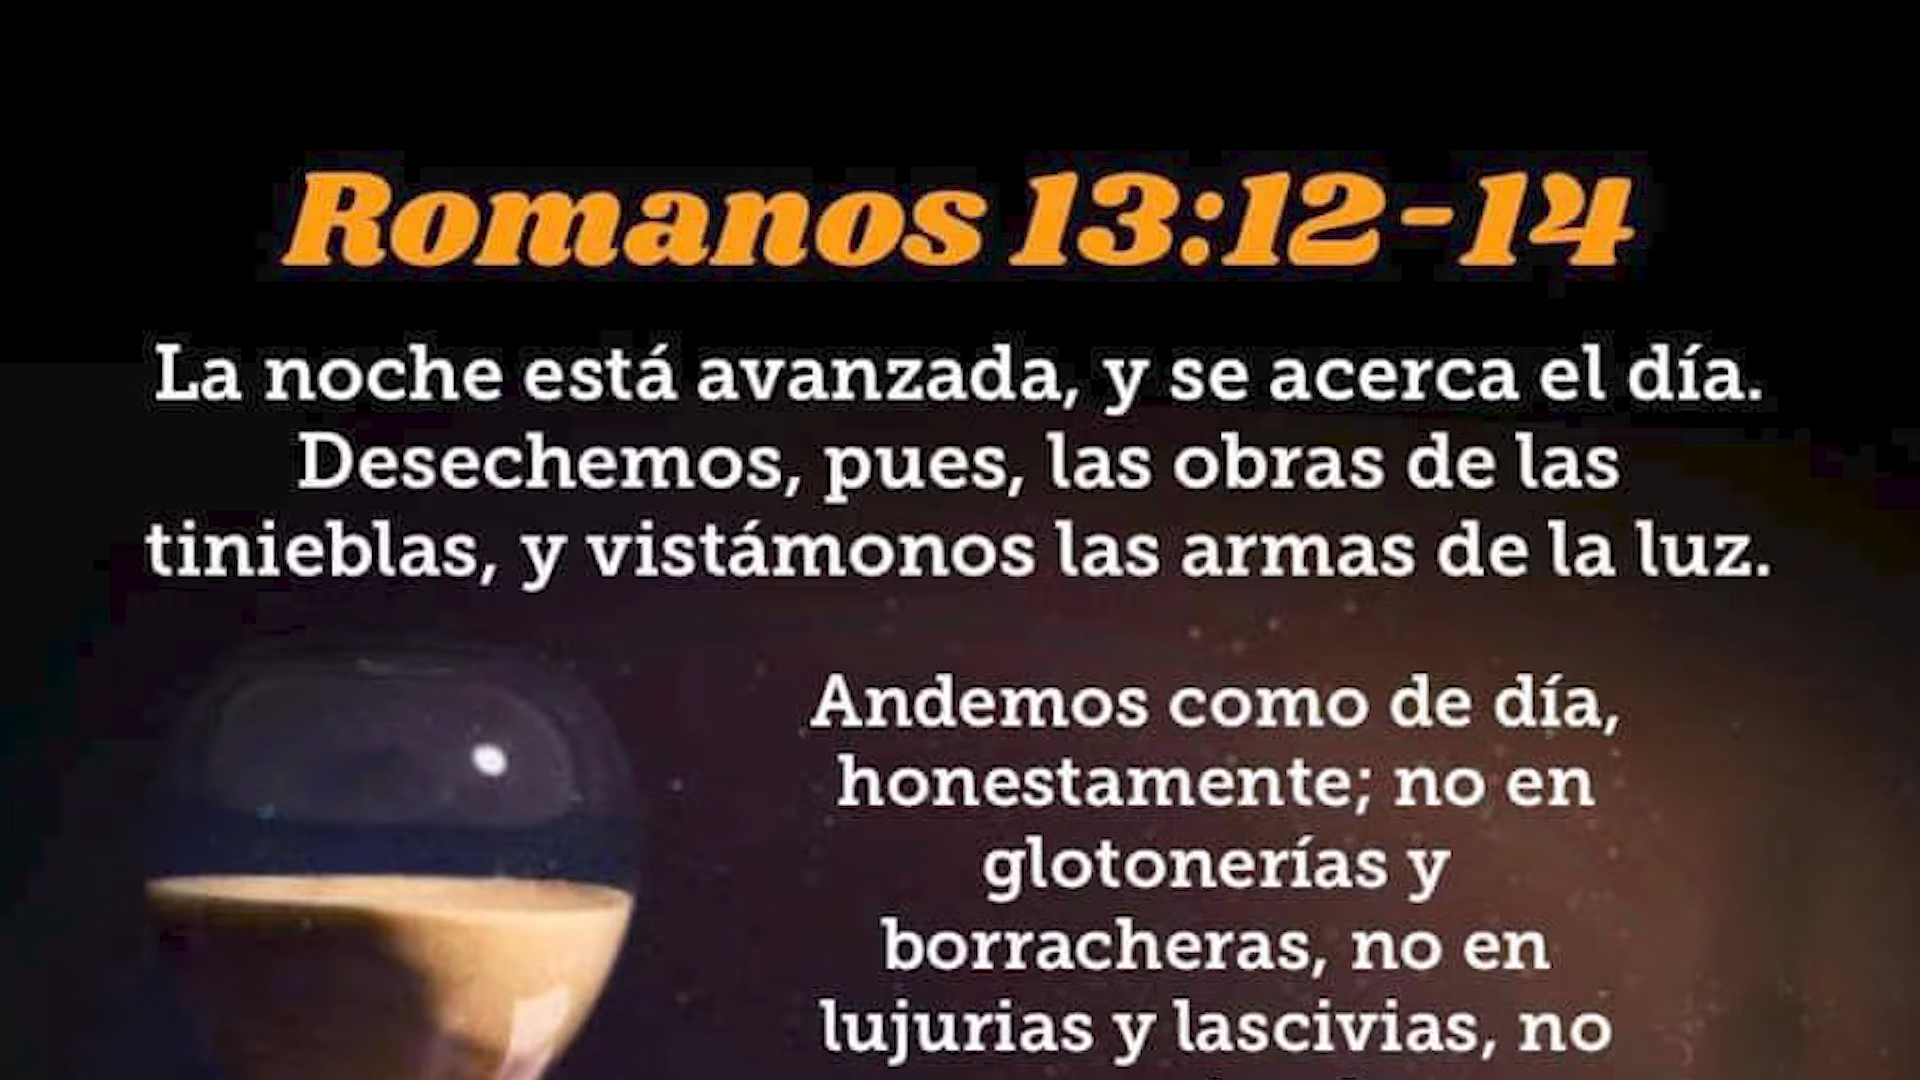 Romanos 13:12-14
La noche está avanzada, y se acerca el día.
Desechemos, pues, las obras de las
tinieblas, y vistámonos las armas de la luz.
Andemos como de día,
honestamente; no en
glotonerías y
borracheras, no en
lujurias y lascivias, no